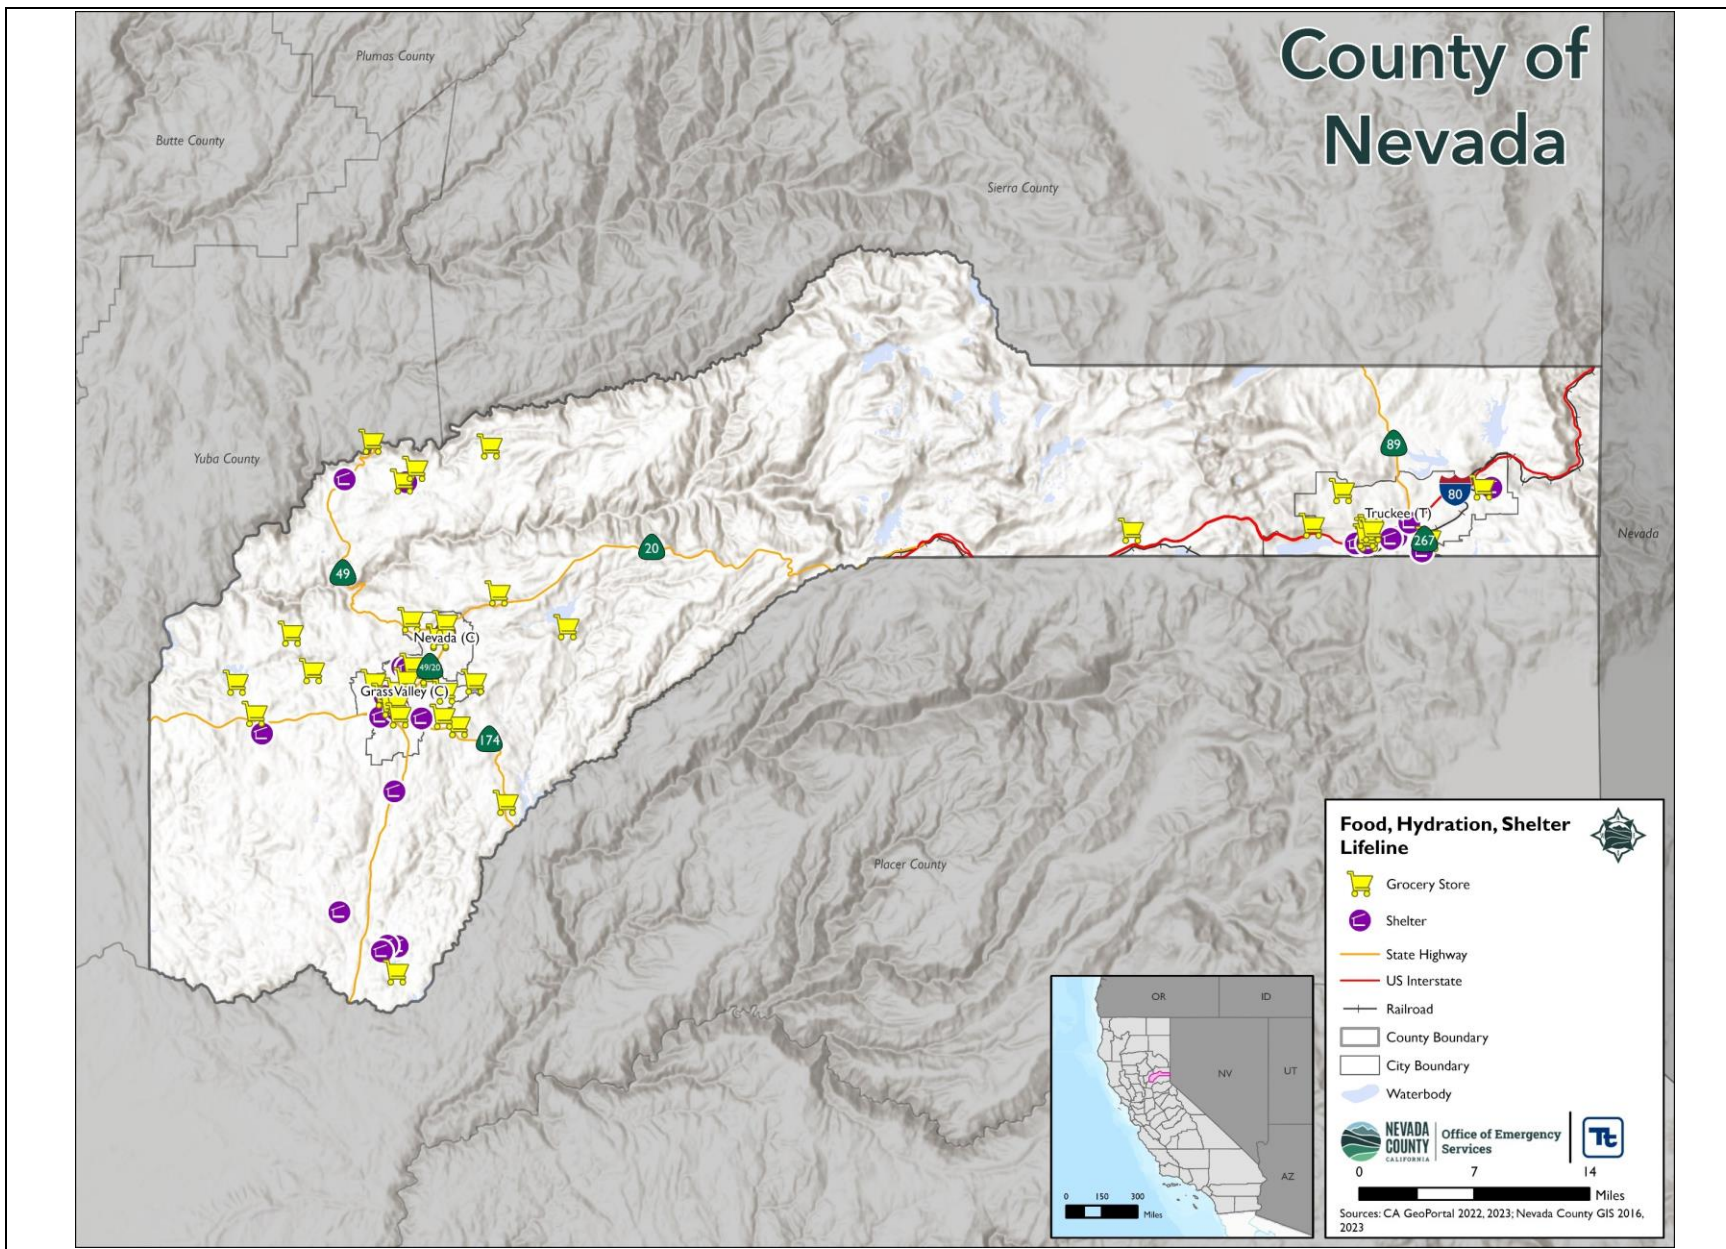 County of
Nevada
Plumas County
Butte County
Sierra County
Yuba County
89
80
Truckee (T)
267
Nevada
20
49
Nevada (C)
49/20
Grass Valley (C)
174
Placer County
Food, Hydration, Shelter
Lifeline
Grocery Store
Shelter
State Highway
US Interstate
Railroad
County Boundary
City Boundary
Waterbody
NEVADA
COUNTY
CALIFORNIA
Office of Emergency
Services
Tt
0 7 14
Miles
Sources: CA GeoPortal 2022, 2023; Nevada County GIS 2016,
2023
OR
ID
NV
UT
AZ
0 150 300
Miles